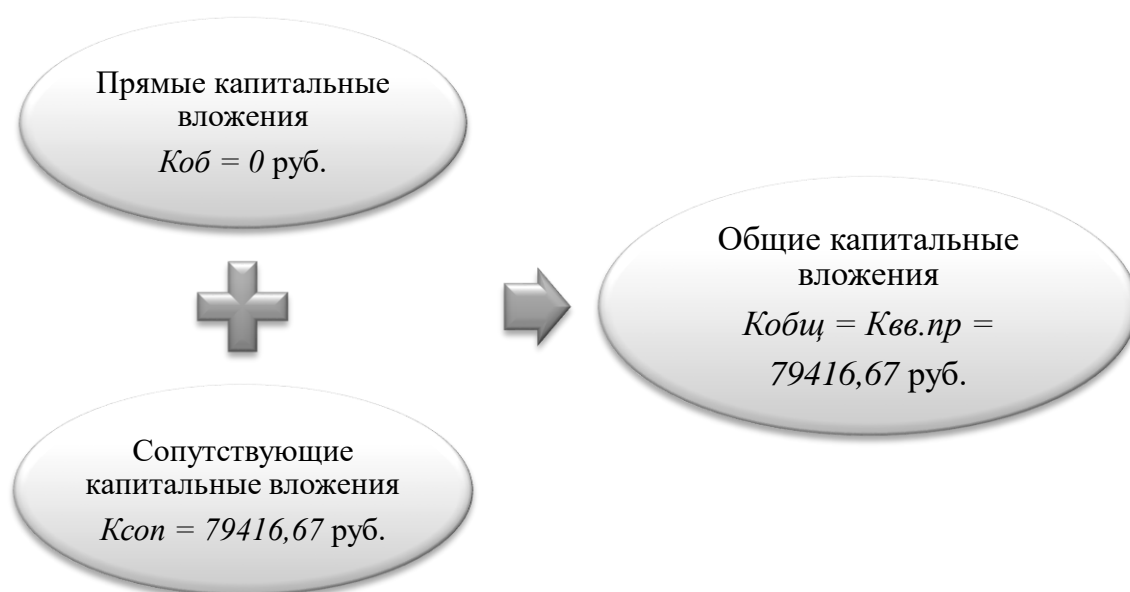 Прямые капитальные
вложения
Коб = 0 руб.
Сопутствующие
капитальные вложения
Ксоп = 79416,67 руб.
Общие капитальные
вложения
Кобщ = Квв.пр =
79416,67 руб.